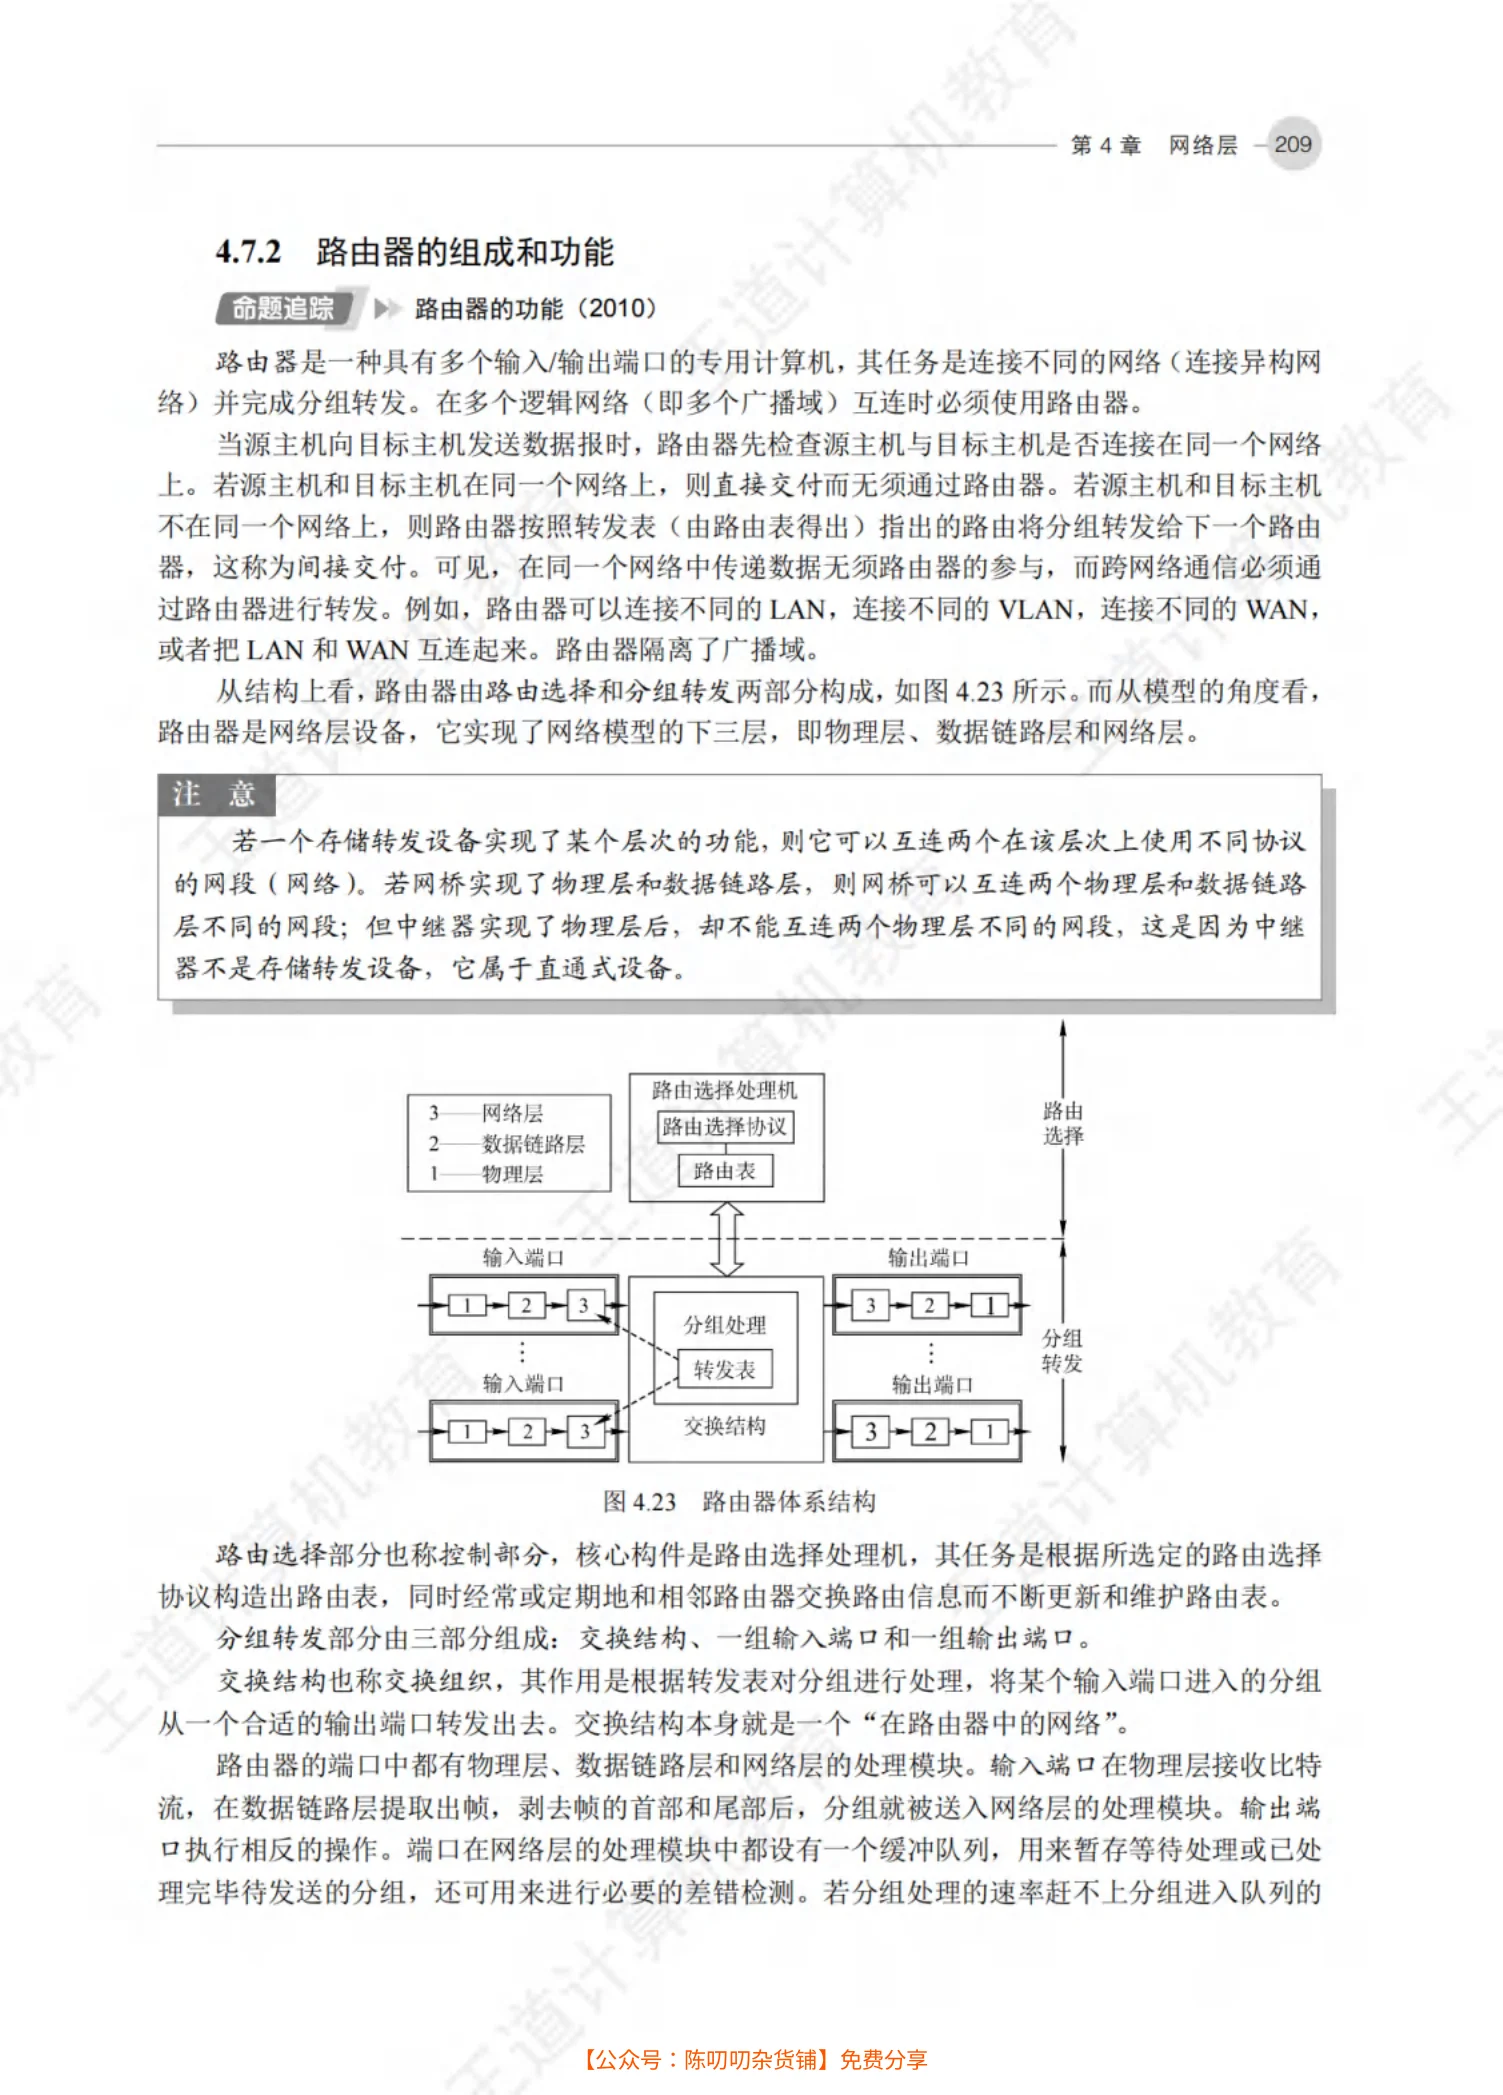 第 4 章 网络层 209
4.7.2 路由器的组成和功能
命题追踪 路由器的功能（2010）
路由器是一种具有多个输入/输出端口的专用计算机，其任务是连接不同的网络（连接异构网
络）并完成分组转发。在多个逻辑网络（即多个广播域）互连时必须使用路由器。
当源主机向目标主机发送数据报时，路由器先检查源主机与目标主机是否连接在同一个网络
上。若源主机和目标主机在同一个网络上，则直接交付而无须通过路由器。若源主机和目标主机
不在同一个网络上，则路由器按照转发表（由路由表得出）指出的路由将分组转发给下一个路由
器，这称为间接交付。可见，在同一个网络中传递数据无须路由器的参与，而跨网络通信必须通
过路由器进行转发。例如，路由器可以连接不同的 LAN，连接不同的 VLAN，连接不同的 WAN，
或者把 LAN 和 WAN 互连起来。路由器隔离了广播域。
从结构上看，路由器由路由选择和分组转发两部分构成，如图 4.23 所示。而从模型的角度看，
路由器是网络层设备，它实现了网络模型的下三层，即物理层、数据链路层和网络层。
注 意
若一个存储转发设备实现了某个层次的功能，则它可以互连两个在该层次上使用不同协议
的网段（网络）。若网桥实现了物理层和数据链路层，则网桥可以互连两个物理层和数据链路
层不同的网段；但中继器实现了物理层后，却不能互连两个物理层不同的网段，这是因为中继
器不是存储转发设备，它属于直通式设备。
3——网络层
2——数据链路层
1——物理层
路由选择处理机
路由选择协议
路由表
路由
选择
输入端口
1 2 3
⋮
输入端口
1 2 3
分组处理
转发表
交换结构
输出端口
3 2 1
⋮
输出端口
3 2 1
分组
转发
图 4.23 路由器体系结构
路由选择部分也称控制部分，核心构件是路由选择处理机，其任务是根据所选定的路由选择
协议构造出路由表，同时经常或定期地和相邻路由器交换路由信息而不断更新和维护路由表。
分组转发部分由三部分组成：交换结构、一组输入端口和一组输出端口。
交换结构也称交换组织，其作用是根据转发表对分组进行处理，将某个输入端口进入的分组
从一个合适的输出端口转发出去。交换结构本身就是一个“在路由器中的网络”。
路由器的端口中都有物理层、数据链路层和网络层的处理模块。输入端口在物理层接收比特
流，在数据链路层提取出帧，剥去帧的首部和尾部后，分组就被送入网络层的处理模块。输出端
口执行相反的操作。端口在网络层的处理模块中都设有一个缓冲队列，用来暂存等待处理或已处
理完毕待发送的分组，还可用来进行必要的差错检测。若分组处理的速率赶不上分组进入队列的
【公众号：陈叨叨杂货铺】免费分享
王道计算机教育